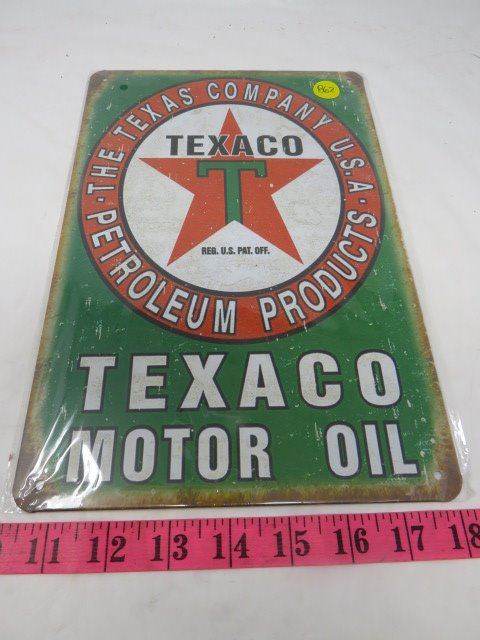 862
THE TEXAS COMPANY U.S.A.
TEXACO
T
REG. U.S. PAT. OFF.
PETROLEUM PRODUCTS
TEXACO
MOTOR OIL
11 12 13 14 15 16 17 18